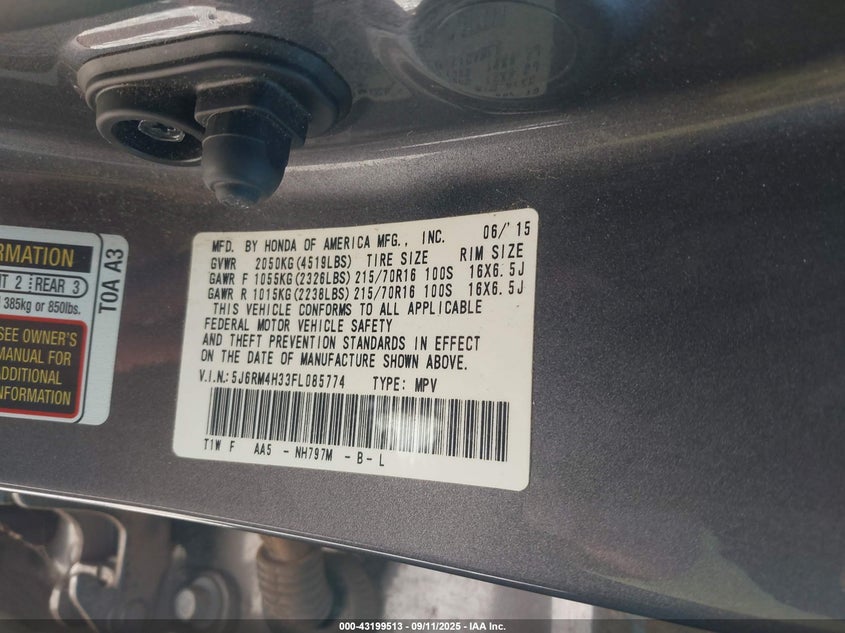 MFD. BY HONDA OF AMERICA MFG., INC. 06/'15
GVWR 2050KG(4519LBS) TIRE SIZE RIM SIZE
GAWR F 1055KG(2326LBS) 215/70R16 100S 16X6.5J
GAWR R 1015KG(2238LBS) 215/70R16 100S 16X6.5J
THIS VEHICLE CONFORMS TO ALL APPLICABLE
FEDERAL MOTOR VEHICLE SAFETY
AND THEFT PREVENTION STANDARDS IN EFFECT
ON THE DATE OF MANUFACTURE SHOWN ABOVE.
V.I.N.:5J6RM4H33FL085774 TYPE: MPV
T1W F AA5 - NH797M - B - L
2 REAR 3
385kg or 850lbs.
SEE OWNER'S
MANUAL FOR
ADDITIONAL
INFORMATION
T0A A3
000-43199513 - 09/11/2025 - IAA Inc.